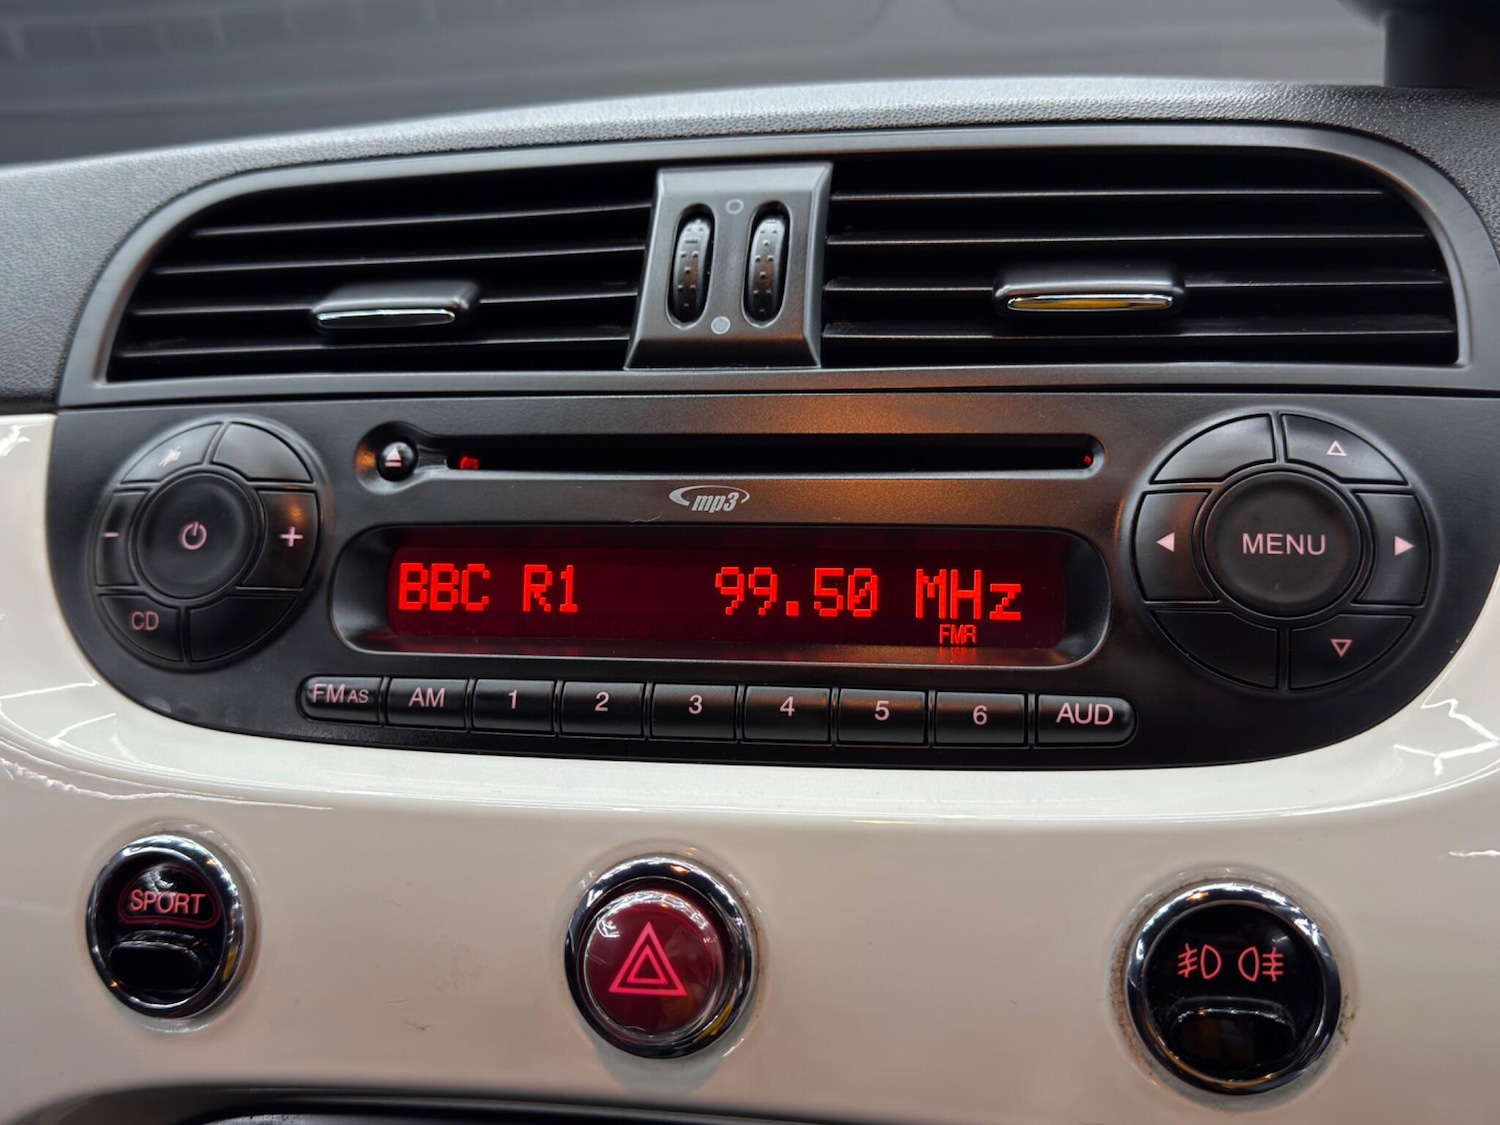 mp3
BBC R1 99.50 MHz
FMR
CD
MENU
FM AS AM 1 2 3 4 5 6 AUD
SPORT